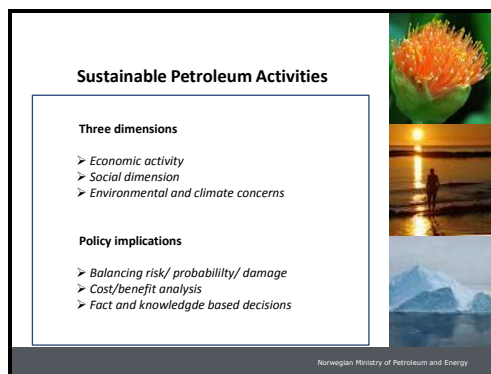 Sustainable Petroleum Activities
Three dimensions
➢ Economic activity
➢ Social dimension
➢ Environmental and climate concerns
Policy implications
➢ Balancing risk/ probabililty/ damage
➢ Cost/benefit analysis
➢ Fact and knowledgde based decisions
Norwegian Ministry of Petroleum and Energy